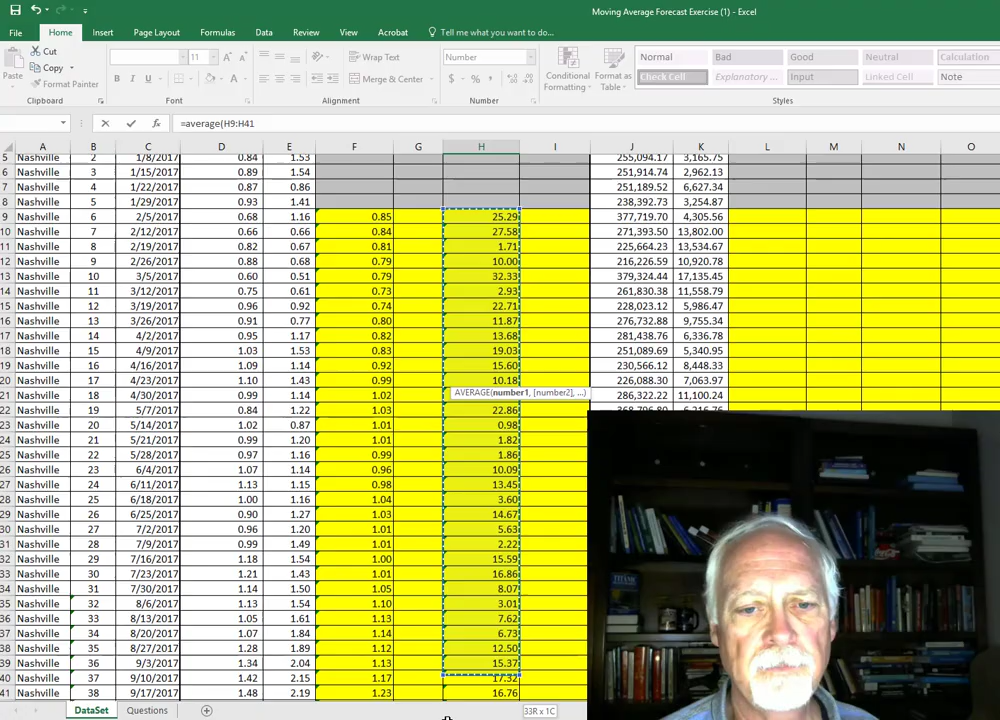 Moving Average Forecast Exercise (1) - Excel
File Home Insert Page Layout Formulas Data Review View Acrobat Tell me what you want to do...
Cut
Copy
Format Painter
Paste
Clipboard
11 A A
B I U
Font
Wrap Text
Merge & Center
Alignment
Number
$ % ,
Number
Conditional Formatting
Format as Table
Normal Bad Good Neutral Calculation
Check Cell Explanatory ... Input Linked Cell Note
Styles
fx =average(H9:H41
A B C D E F G H I J K L M N O
5 Nashville 2 1/8/2017 0.84 1.53 255,094.17 3,165.75
6 Nashville 3 1/15/2017 0.89 1.54 251,914.74 2,962.13
7 Nashville 4 1/22/2017 0.87 0.86 251,189.52 6,627.34
8 Nashville 5 1/29/2017 0.93 1.41 238,392.73 3,254.87
9 Nashville 6 2/5/2017 0.68 1.16 0.85 25.29 377,719.70 4,305.56
10 Nashville 7 2/12/2017 0.66 0.66 0.84 27.58 271,393.50 13,802.00
11 Nashville 8 2/19/2017 0.82 0.67 0.81 1.71 225,664.23 13,534.67
12 Nashville 9 2/26/2017 0.88 0.68 0.79 10.00 216,226.59 10,920.78
13 Nashville 10 3/5/2017 0.60 0.51 0.79 32.33 379,324.44 17,135.45
14 Nashville 11 3/12/2017 0.75 0.61 0.73 2.93 261,830.38 11,558.79
15 Nashville 12 3/19/2017 0.96 0.92 0.74 22.71 228,023.12 5,986.47
16 Nashville 13 3/26/2017 0.91 0.77 0.80 11.87 276,732.88 9,755.34
17 Nashville 14 4/2/2017 0.95 1.17 0.82 13.68 281,438.76 6,336.78
18 Nashville 15 4/9/2017 1.03 1.53 0.83 19.03 251,089.69 5,340.95
19 Nashville 16 4/16/2017 1.09 1.14 0.92 15.60 230,566.12 8,448.33
20 Nashville 17 4/23/2017 1.10 1.43 0.99 10.18 226,088.30 7,063.97
21 Nashville 18 4/30/2017 0.99 1.14 1.02 AVERAGE(number1, [number2], ...) 286,322.22 11,100.24
22 Nashville 19 5/7/2017 0.84 1.22 1.03 22.86
23 Nashville 20 5/14/2017 1.02 0.87 1.01 0.98
24 Nashville 21 5/21/2017 0.99 1.20 1.01 1.82
25 Nashville 22 5/28/2017 0.97 1.16 0.99 1.86
26 Nashville 23 6/4/2017 1.07 1.14 0.96 10.09
27 Nashville 24 6/11/2017 1.13 1.15 0.98 13.45
28 Nashville 25 6/18/2017 1.00 1.16 1.04 3.60
29 Nashville 26 6/25/2017 0.90 1.27 1.03 14.67
30 Nashville 27 7/2/2017 0.96 1.20 1.01 5.63
31 Nashville 28 7/9/2017 0.99 1.49 1.01 2.22
32 Nashville 29 7/16/2017 1.18 1.54 1.00 15.59
33 Nashville 30 7/23/2017 1.21 1.43 1.01 16.86
34 Nashville 31 7/30/2017 1.14 1.50 1.05 8.07
35 Nashville 32 8/6/2017 1.13 1.54 1.10 3.01
36 Nashville 33 8/13/2017 1.05 1.61 1.13 7.62
37 Nashville 34 8/20/2017 1.07 1.84 1.14 6.73
38 Nashville 35 8/27/2017 1.28 1.89 1.12 12.50
39 Nashville 36 9/3/2017 1.34 2.04 1.13 15.37
40 Nashville 37 9/10/2017 1.42 2.01 1.17 17.32
41 Nashville 38 9/17/2017 1.48 2.19 1.23 16.76
DataSet Questions
33R x 1C
TITANIC